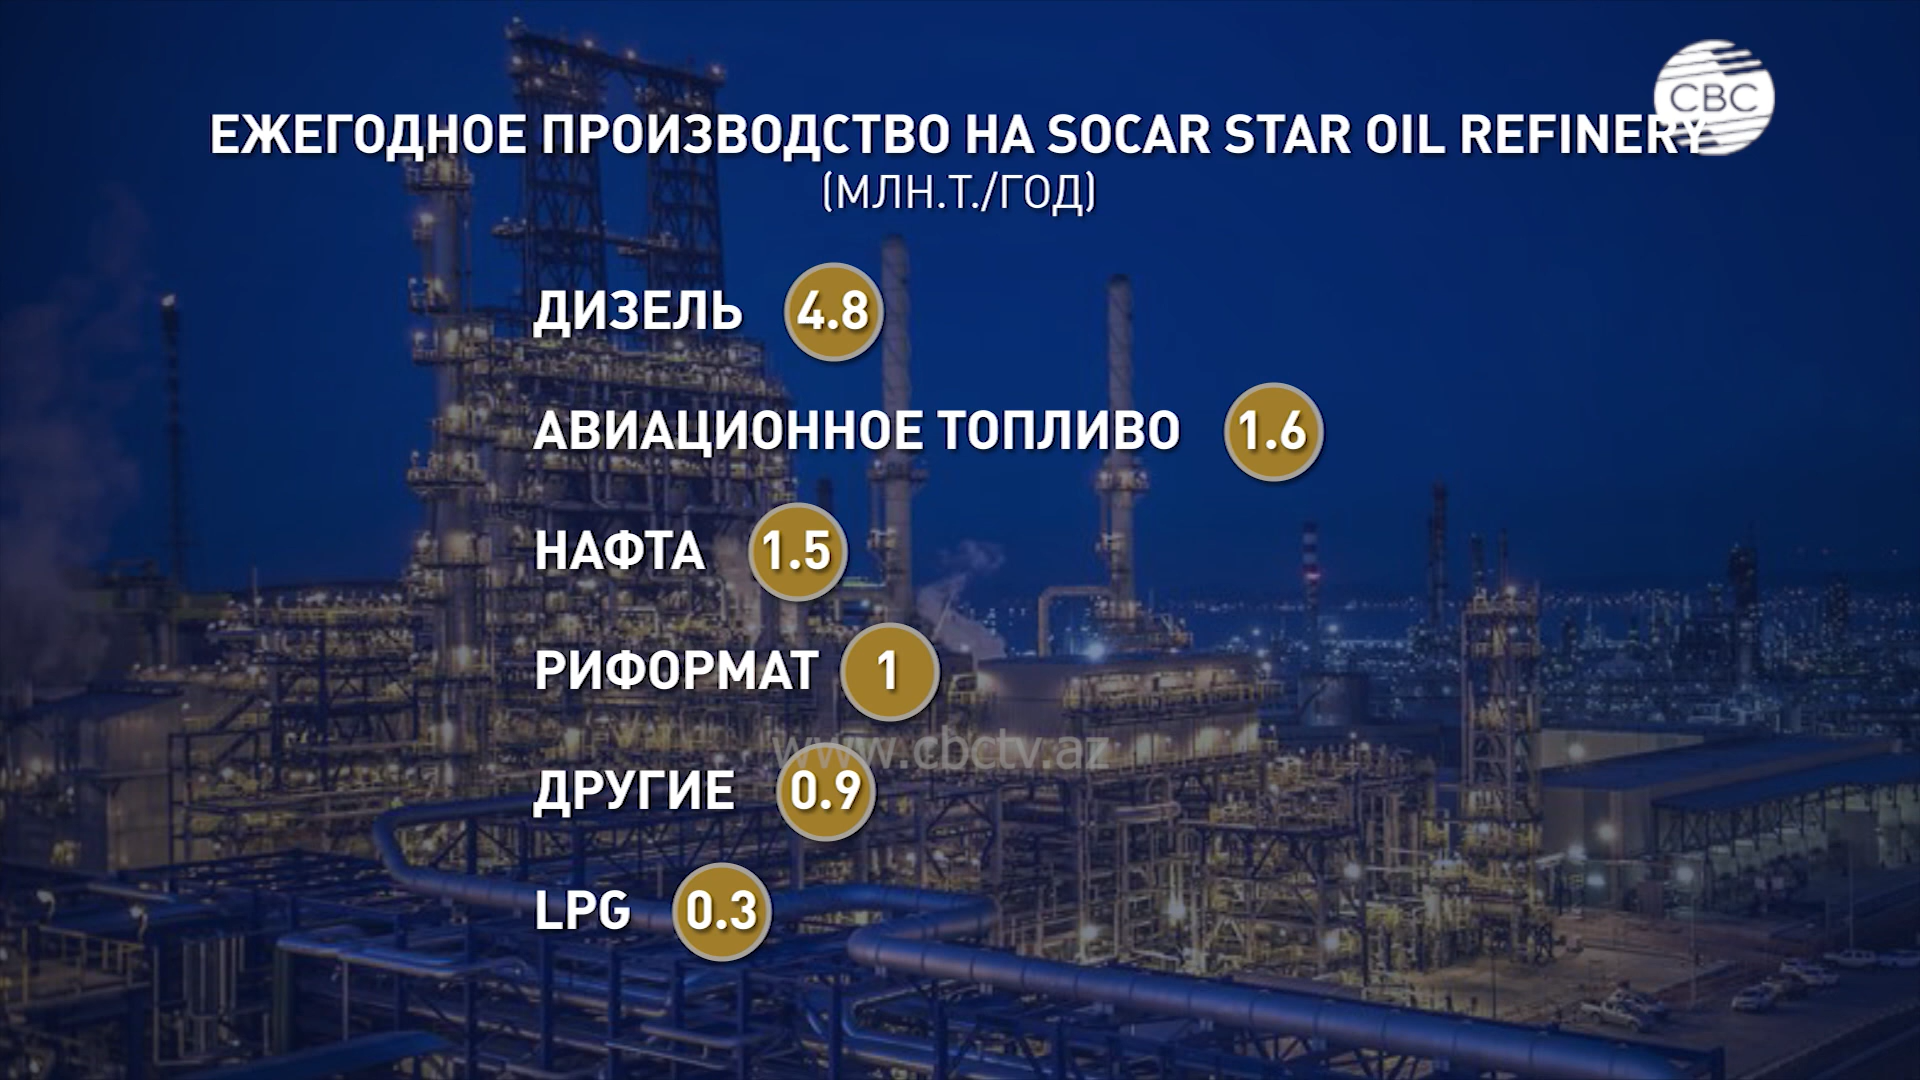 CBC
ЕЖЕГОДНОЕ ПРОИЗВОДСТВО НА SOCAR STAR OIL REFINERY
(МЛН.Т./ГОД)
ДИЗЕЛЬ 4.8
АВИАЦИОННОЕ ТОПЛИВО 1.6
НАФТА 1.5
РИФОРМАТ 1
www.cbctv.az
ДРУГИЕ 0.9
LPG 0.3